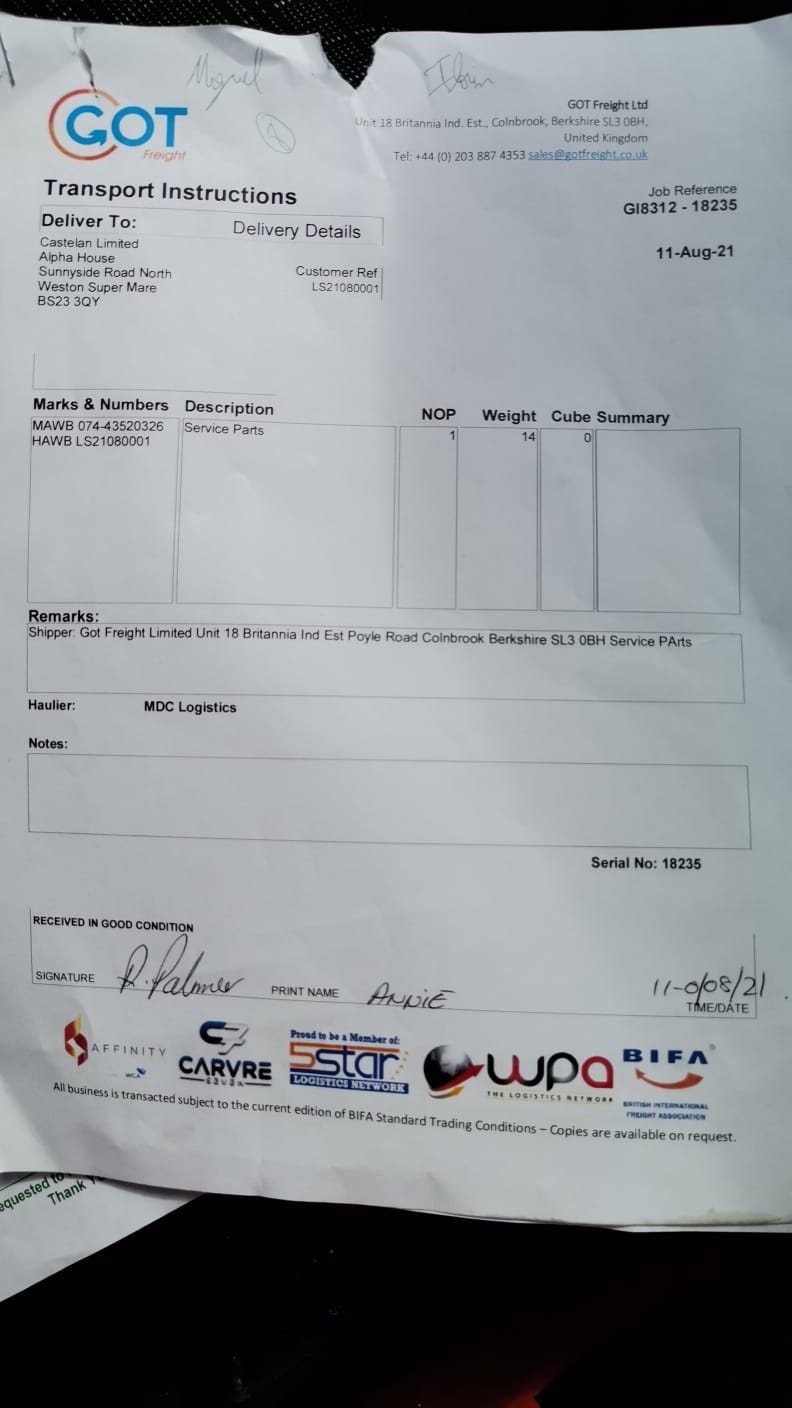 Miguel
Florin
A
GOT
Freight
GOT Freight Ltd
Unit 18 Britannia Ind. Est., Colnbrook, Berkshire SL3 0BH,
United Kingdom
Tel: +44 (0) 203 887 4353 sales@gotfreight.co.uk
Transport Instructions
Job Reference
GI8312 - 18235
11-Aug-21
Deliver To:
Delivery Details
Castelan Limited
Alpha House
Sunnyside Road North
Weston Super Mare
BS23 3QY
Customer Ref
LS21080001
Marks & Numbers Description NOP Weight Cube Summary
MAWB 074-43520326 Service Parts 1 14 0
HAWB LS21080001
Remarks:
Shipper: Got Freight Limited Unit 18 Britannia Ind Est Poyle Road Colnbrook Berkshire SL3 0BH Service PArts
Haulier: MDC Logistics
Notes:
Serial No: 18235
RECEIVED IN GOOD CONDITION
SIGNATURE R.Palmer PRINT NAME ANNIE 11-0/08/21
TIME/DATE
AFFINITY
WCA
CARVRE
SEVEN
Proud to be a Member of:
5star
LOGISTICS NETWORK
wpa
THE LOGISTICS NETWORK
BIFA
BRITISH INTERNATIONAL
FREIGHT ASSOCIATION
All business is transacted subject to the current edition of BIFA Standard Trading Conditions – Copies are available on request.
equested to
Thank